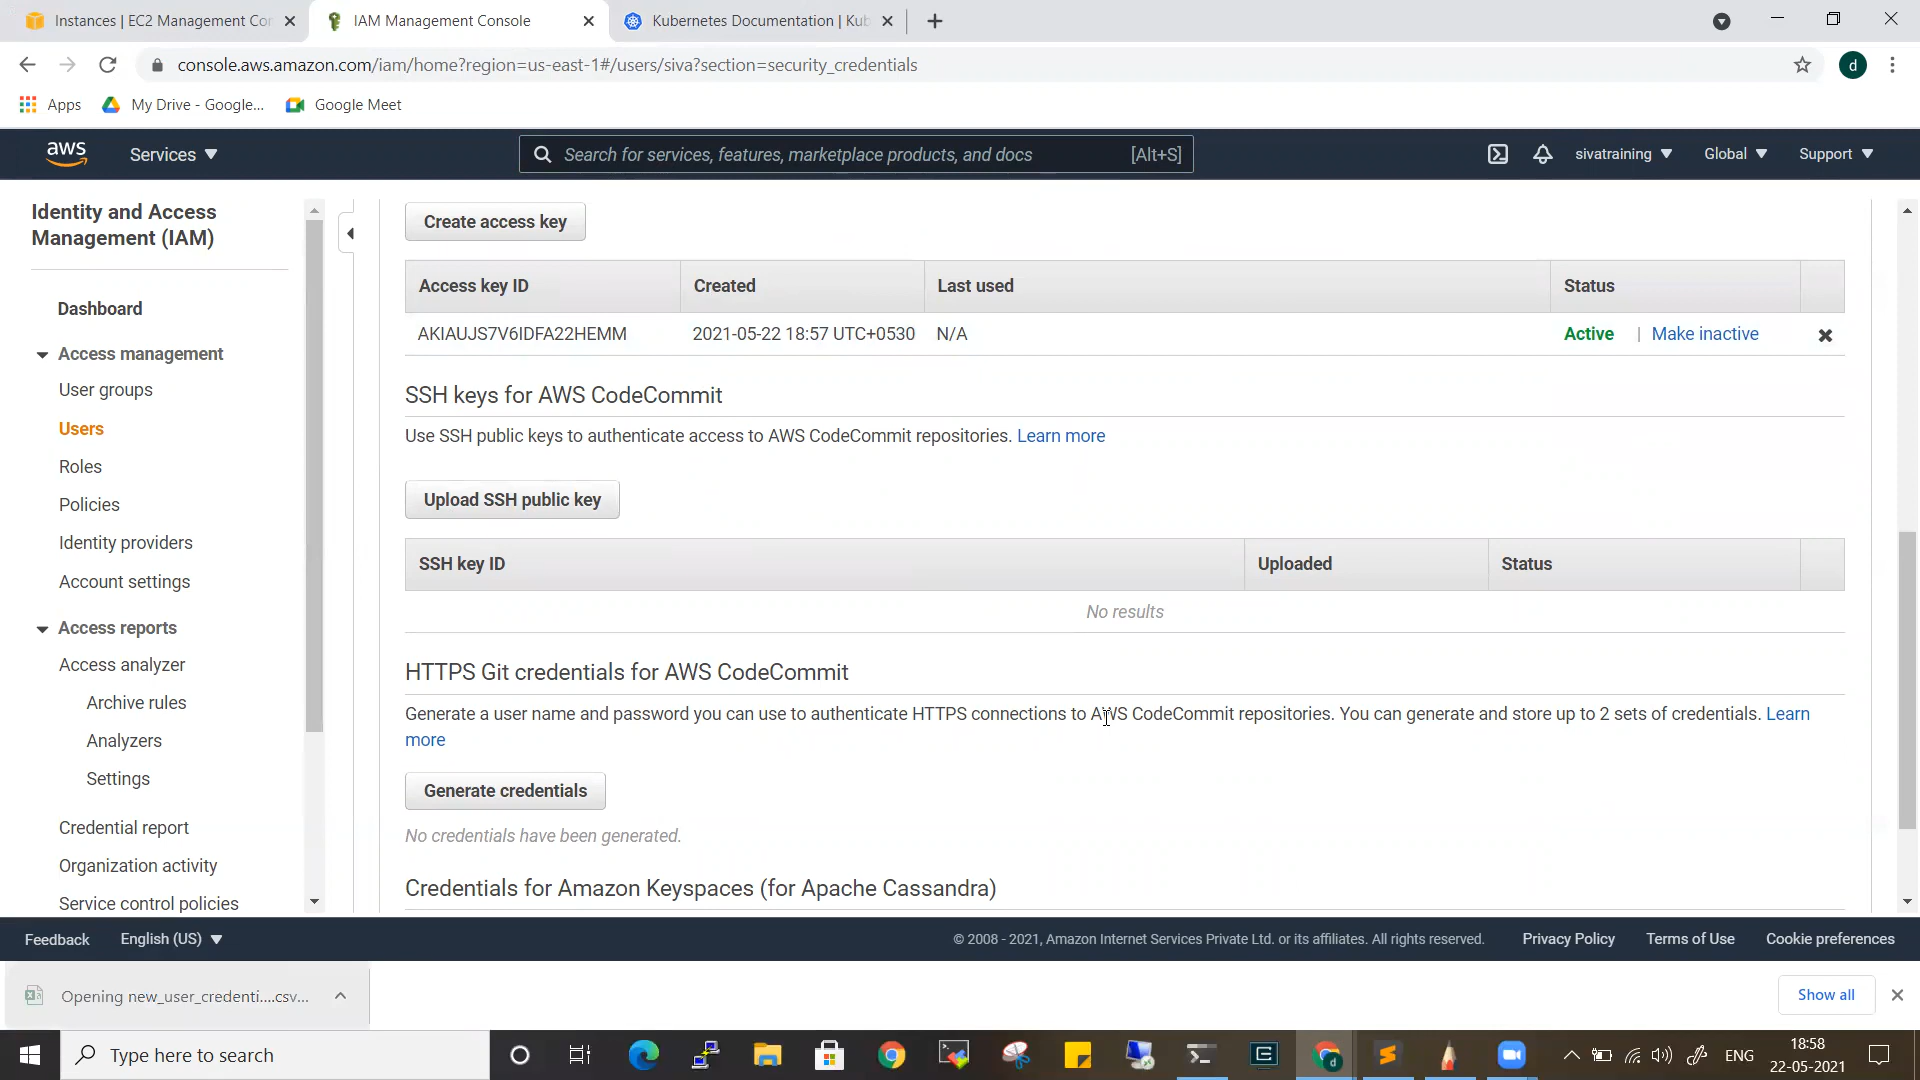 Instances | EC2 Management Con
IAM Management Console
Kubernetes Documentation | Kub
console.aws.amazon.com/iam/home?region=us-east-1#/users/siva?section=security_credentials
d
Apps
My Drive - Google...
Google Meet
aws
Services
Search for services, features, marketplace products, and docs
[Alt+S]
sivatraining
Global
Support
Identity and Access
Management (IAM)
Dashboard
Access management
User groups
Users
Roles
Policies
Identity providers
Account settings
Access reports
Access analyzer
Archive rules
Analyzers
Settings
Credential report
Organization activity
Service control policies
Create access key
Access key ID
Created
Last used
Status
AKIAUJS7V6IDFA22HEMM
2021-05-22 18:57 UTC+0530
N/A
Active | Make inactive
SSH keys for AWS CodeCommit
Use SSH public keys to authenticate access to AWS CodeCommit repositories. Learn more
Upload SSH public key
SSH key ID
Uploaded
Status
No results
HTTPS Git credentials for AWS CodeCommit
Generate a user name and password you can use to authenticate HTTPS connections to AWS CodeCommit repositories. You can generate and store up to 2 sets of credentials. Learn
more
Generate credentials
No credentials have been generated.
Credentials for Amazon Keyspaces (for Apache Cassandra)
Feedback
English (US)
© 2008 - 2021, Amazon Internet Services Private Ltd. or its affiliates. All rights reserved.
Privacy Policy
Terms of Use
Cookie preferences
Opening new_user_credenti....csv...
Show all
Type here to search
ENG
18:58
22-05-2021